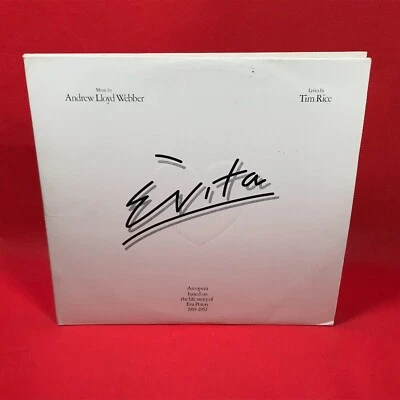 Music by
Andrew Lloyd Webber
Lyrics by
Tim Rice
Evita
An opera
based on
the life story of
Eva Peron
1919-1952